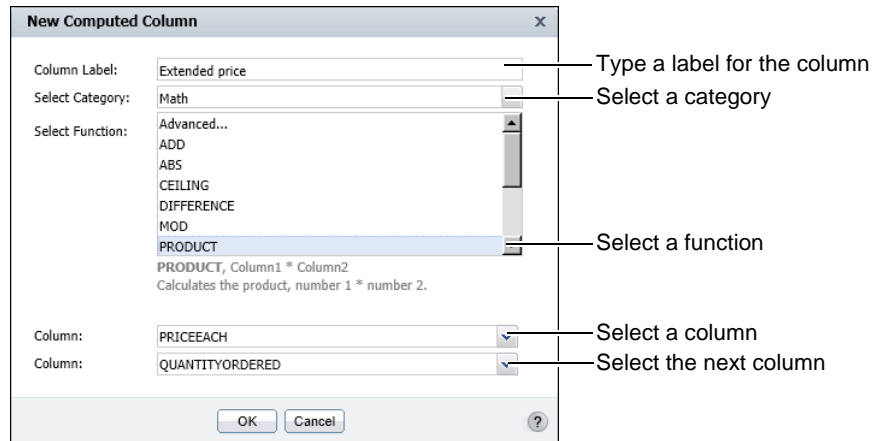 New Computed Column x
Column Label: Extended price Type a label for the column
Select Category: Math Select a category
Select Function: Advanced...
ADD
ABS
CEILING
DIFFERENCE
MOD
PRODUCT Select a function
PRODUCT, Column1 * Column2
Calculates the product, number 1 * number 2.
Column: PRICEEACH Select a column
Column: QUANTITYORDERED Select the next column
OK Cancel ?